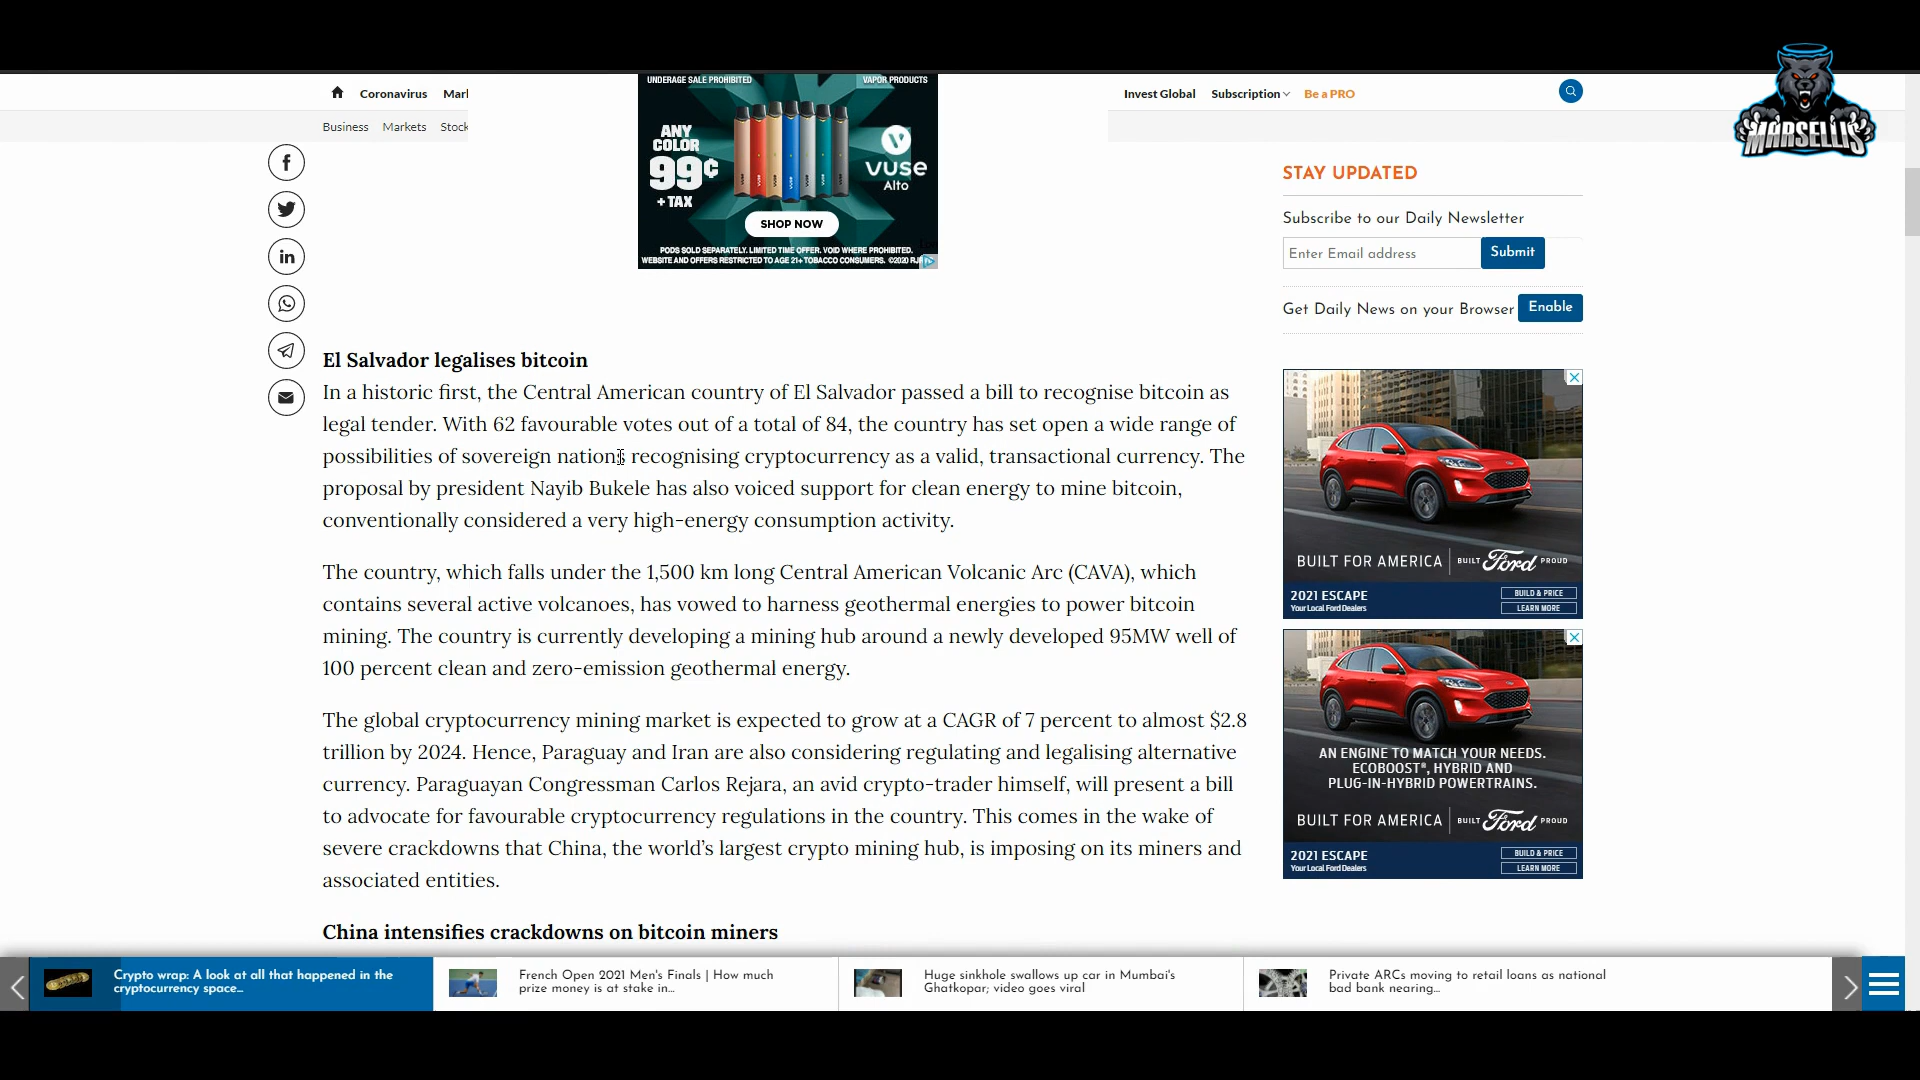 UNDERAGE SALE PROHIBITED VAPOR PRODUCTS
Coronavirus Mar
Invest Global Subscription Be a PRO
Business Markets Stock
ANY
COLOR
99¢
+ TAX
VUSE
Alto
SHOP NOW
PODS SOLD SEPARATELY. LIMITED TIME OFFER. VOID WHERE PROHIBITED.
WEBSITE AND OFFERS RESTRICTED TO AGE 21+ TOBACCO CONSUMERS. ©2020 RJ
MARSELLIS
STAY UPDATED
Subscribe to our Daily Newsletter
Enter Email address Submit
Get Daily News on your Browser Enable
El Salvador legalises bitcoin
In a historic first, the Central American country of El Salvador passed a bill to recognise bitcoin as
legal tender. With 62 favourable votes out of a total of 84, the country has set open a wide range of
possibilities of sovereign nations recognising cryptocurrency as a valid, transactional currency. The
proposal by president Nayib Bukele has also voiced support for clean energy to mine bitcoin,
conventionally considered a very high-energy consumption activity.
The country, which falls under the 1,500 km long Central American Volcanic Arc (CAVA), which
contains several active volcanoes, has vowed to harness geothermal energies to power bitcoin
mining. The country is currently developing a mining hub around a newly developed 95MW well of
100 percent clean and zero-emission geothermal energy.
The global cryptocurrency mining market is expected to grow at a CAGR of 7 percent to almost $2.8
trillion by 2024. Hence, Paraguay and Iran are also considering regulating and legalising alternative
currency. Paraguayan Congressman Carlos Rejara, an avid crypto-trader himself, will present a bill
to advocate for favourable cryptocurrency regulations in the country. This comes in the wake of
severe crackdowns that China, the world's largest crypto mining hub, is imposing on its miners and
associated entities.
China intensifies crackdowns on bitcoin miners
BUILT FOR AMERICA BUILT Ford PROUD
2021 ESCAPE
Your Local Ford Dealers
BUILD & PRICE
LEARN MORE
AN ENGINE TO MATCH YOUR NEEDS.
ECOBOOST®, HYBRID AND
PLUG-IN-HYBRID POWERTRAINS.
BUILT FOR AMERICA BUILT Ford PROUD
2021 ESCAPE
Your Local Ford Dealers
BUILD & PRICE
LEARN MORE
Crypto wrap: A look at all that happened in the
cryptocurrency space...
French Open 2021 Men's Finals | How much
prize money is at stake in...
Huge sinkhole swallows up car in Mumbai's
Ghatkopar; video goes viral
Private ARCs moving to retail loans as national
bad bank nearing...